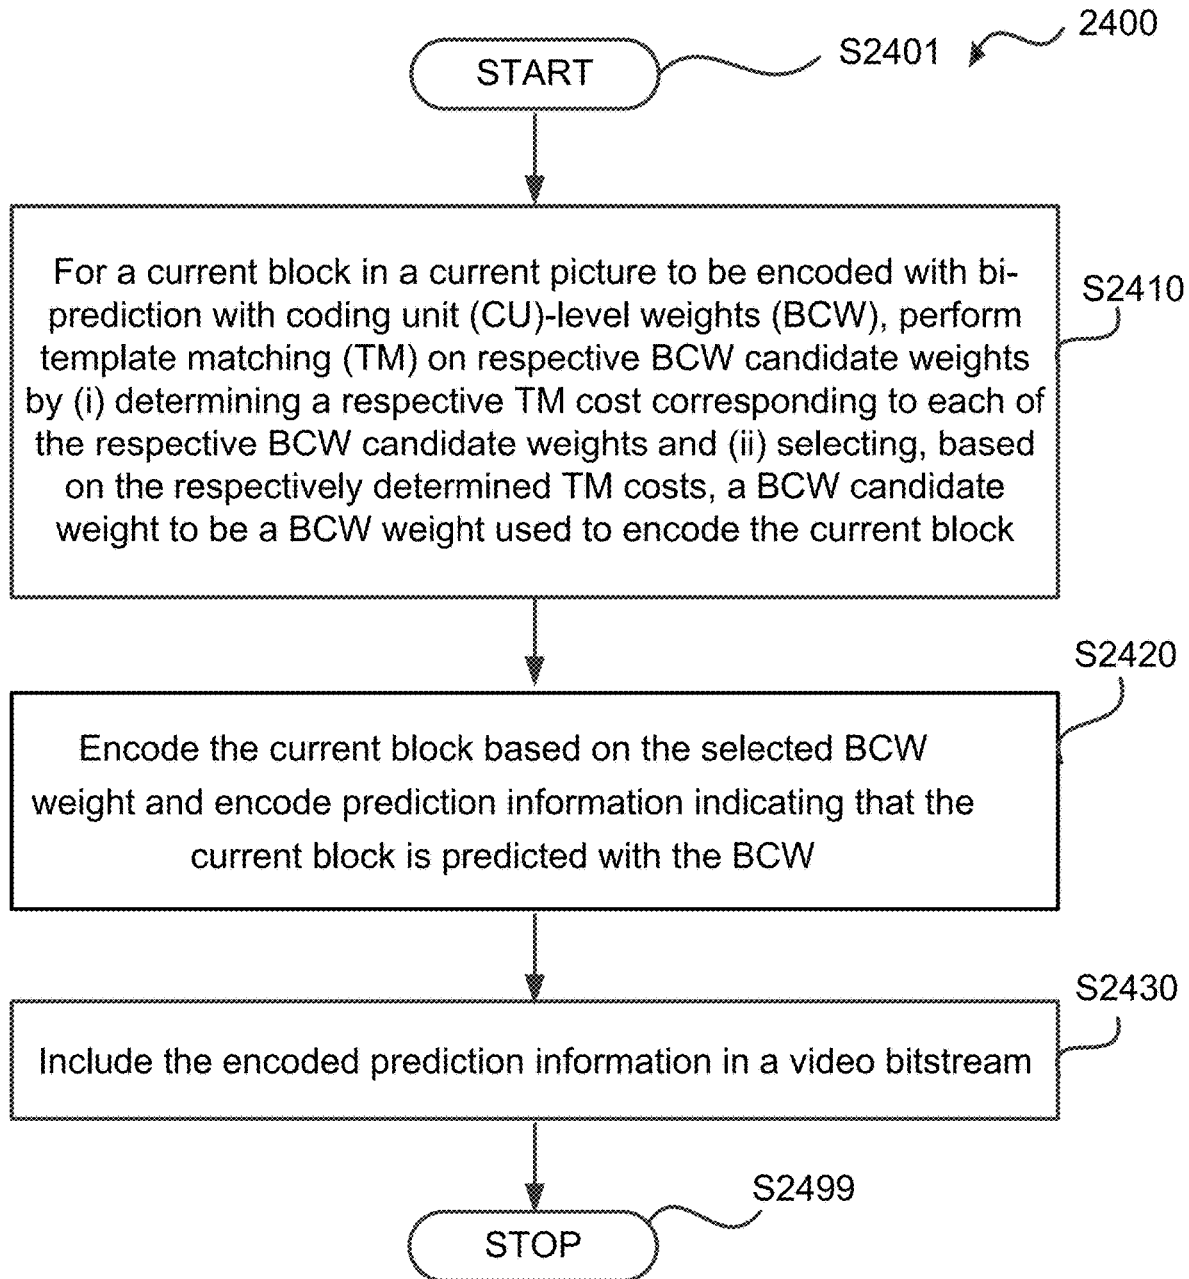 2400
START
S2401
For a current block in a current picture to be encoded with bi-
prediction with coding unit (CU)-level weights (BCW), perform
template matching (TM) on respective BCW candidate weights
by (i) determining a respective TM cost corresponding to each of
the respective BCW candidate weights and (ii) selecting, based
on the respectively determined TM costs, a BCW candidate
weight to be a BCW weight used to encode the current block
S2410
Encode the current block based on the selected BCW
weight and encode prediction information indicating that the
current block is predicted with the BCW
S2420
Include the encoded prediction information in a video bitstream
S2430
STOP
S2499